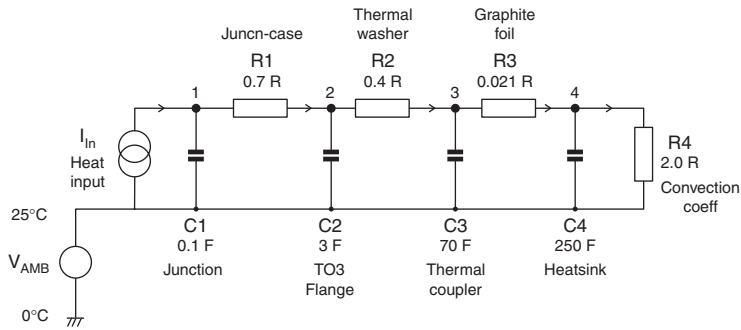 Thermal
washer
Graphite
foil
Juncn-case
R1
0.7 R
R2
0.4 R
R3
0.021 R
1
2
3
4
I In
Heat
input
R4
2.0 R
Convection
coeff
25°C
C1
0.1 F
Junction
C2
3 F
TO3
Flange
C3
70 F
Thermal
coupler
C4
250 F
Heatsink
VAMB
0°C